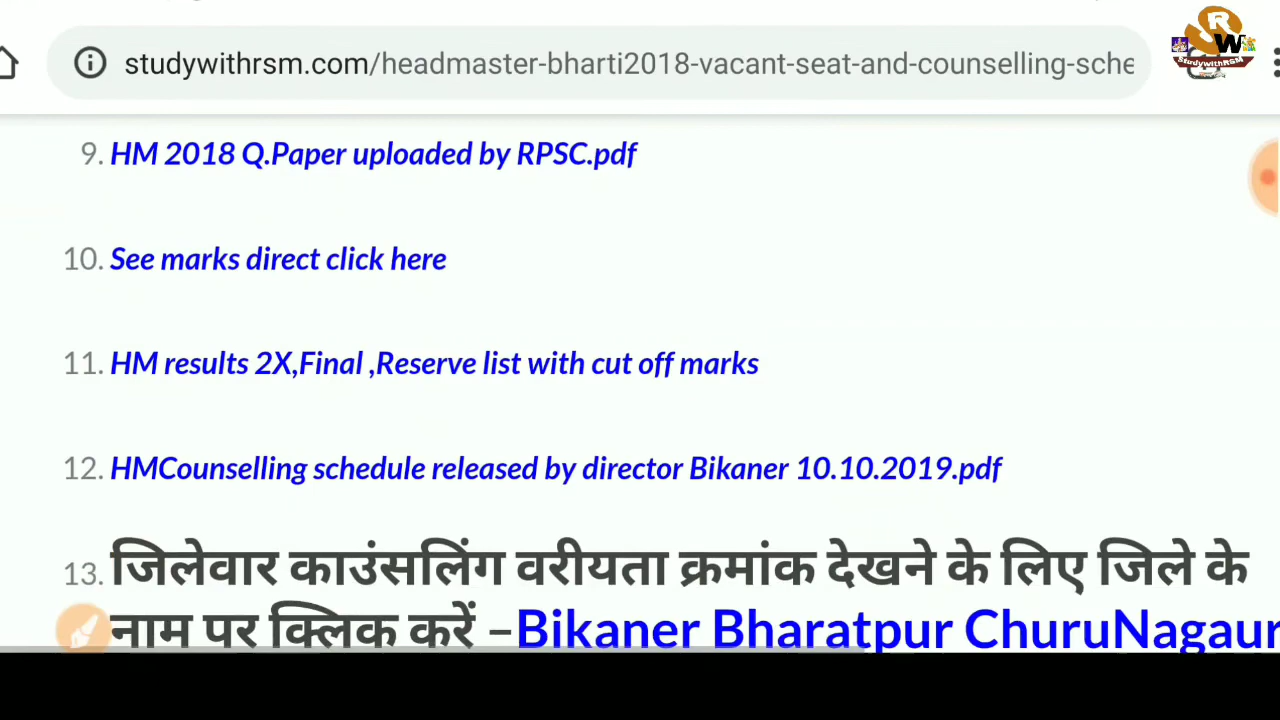 studywithrsm.com/headmaster-bharti2018-vacant-seat-and-counselling-sche
RW
StudywithRSM
9. HM 2018 Q.Paper uploaded by RPSC.pdf
10. See marks direct click here
11. HM results 2X,Final ,Reserve list with cut off marks
12. HMCounselling schedule released by director Bikaner 10.10.2019.pdf
13. जिलेवार काउंसलिंग वरीयता क्रमांक देखने के लिए जिले के
नाम पर क्लिक करें –Bikaner Bharatpur ChuruNagaur